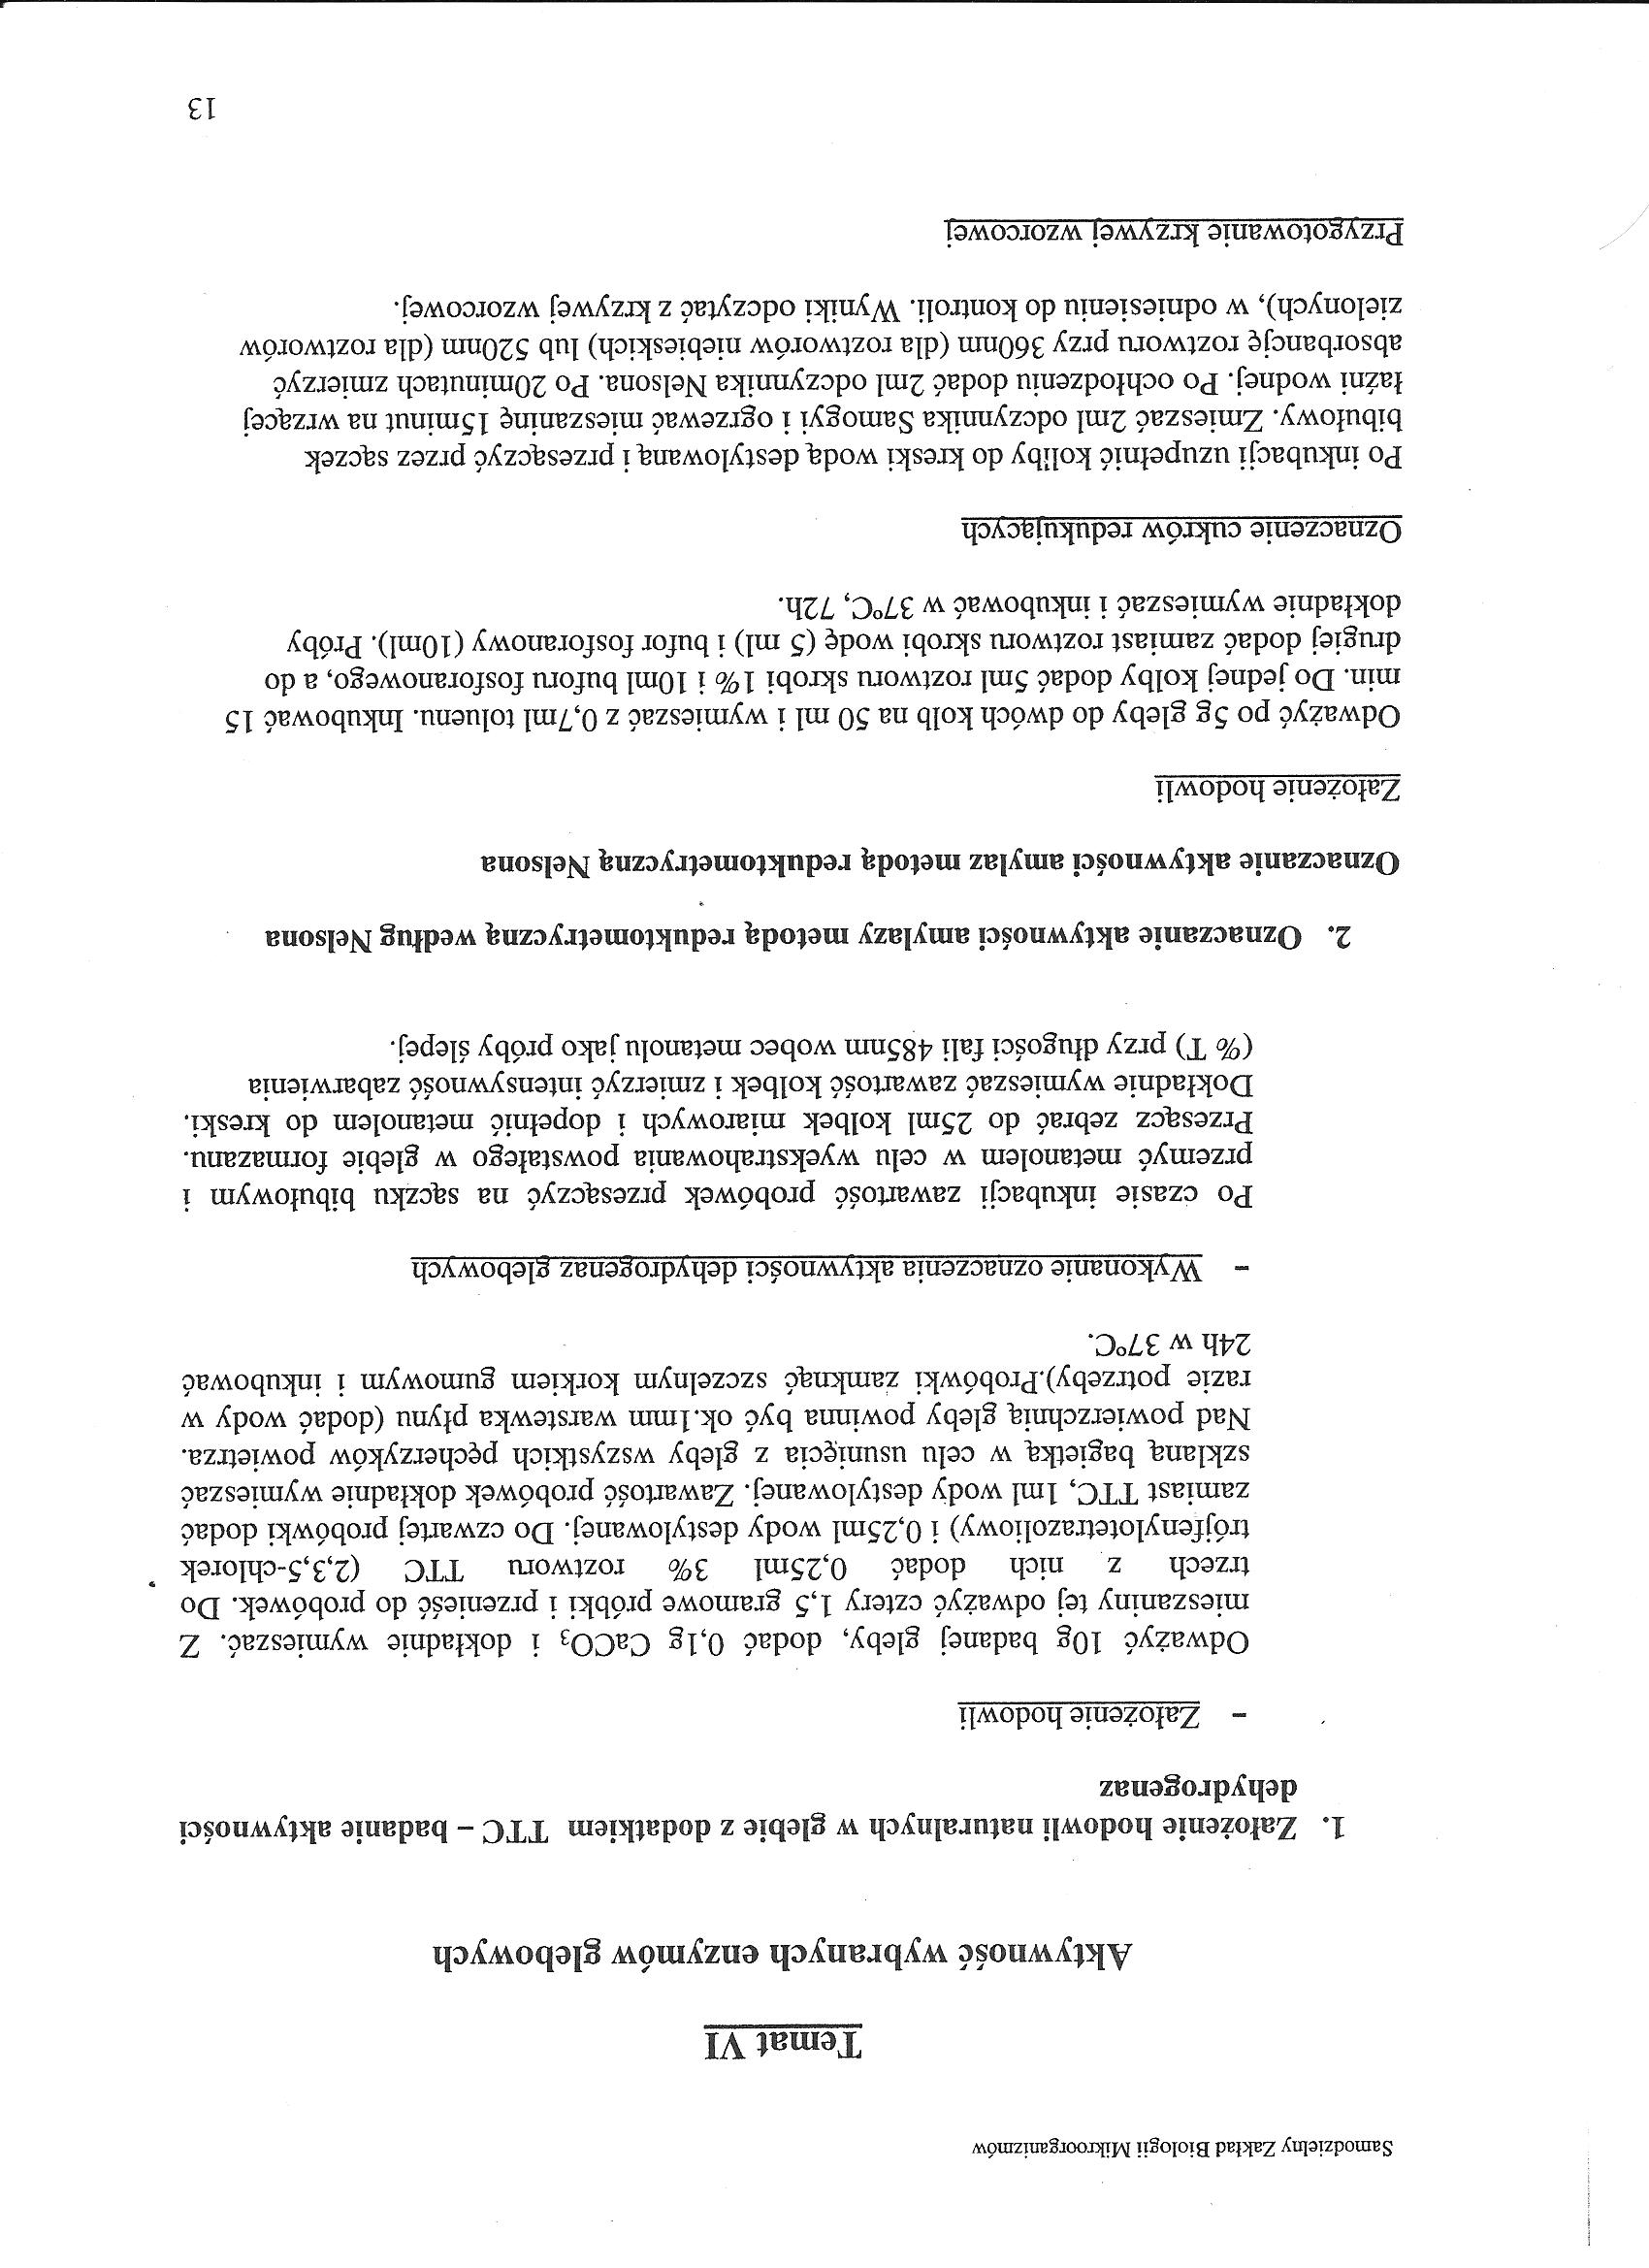 Samodzielny Zakład Biologii Mikroorganizmów
Temat VI
Aktywność wybranych enzymów glebowych
1. Założenie hodowli naturalnych w glebie z dodatkiem TTC – badanie aktywności
dehydrogenaz
- Założenie hodowli
Odważyć 10g badanej gleby, dodać 0,1g CaCO₃ i dokładnie wymieszać. Z
mieszaniny tej odważyć cztery 1,5 gramowe próbki i przenieść do probówek. Do
trzech z nich dodać 0,25ml 3% roztworu TTC (2,3,5-chlorek
trójfenylotetrazoliowy) i 0,25ml wody destylowanej. Do czwartej probówki dodać
zamiast TTC, 1ml wody destylowanej. Zawartość probówek dokładnie wymieszać
szklaną bagietką w celu usunięcia z gleby wszystkich pęcherzyków powietrza.
Nad powierzchnią gleby powinna być ok.1mm warstewka płynu (dodać wody w
razie potrzeby).Probówki zamknąć szczelnym korkiem gumowym i inkubować
24h w 37ºC.
- Wykonanie oznaczenia aktywności dehydrogenaz glebowych
Po czasie inkubacji zawartość probówek przesączyć na sączku bibułowym i
przemyć metanolem w celu wyekstrahowania powstałego w glebie formazanu.
Przesącz zebrać do 25ml kolbek miarowych i dopełnić metanolem do kreski.
Dokładnie wymieszać zawartość kolbek i zmierzyć intensywność zabarwienia
(% T) przy długości fali 485nm wobec metanolu jako próby ślepej.
2. Oznaczanie aktywności amylazy metodą reduktometryczną według Nelsona
Oznaczanie aktywności amylaz metodą reduktometryczną Nelsona
Założenie hodowli
Odważyć po 5g gleby do dwóch kolb na 50 ml i wymieszać z 0,7ml toluenu. Inkubować 15
min. Do jednej kolby dodać 5ml roztworu skrobi 1% i 10ml buforu fosforanowego, a do
drugiej dodać zamiast roztworu skrobi wodę (5 ml) i bufor fosforanowy (10ml). Próby
dokładnie wymieszać i inkubować w 37ºC, 72h.
Oznaczenie cukrów redukujących
Po inkubacji uzupełnić koliby do kreski wodą destylowaną i przesączyć przez sączek
bibułowy. Zmieszać 2ml odczynnika Samogyi i ogrzewać mieszaninę 15minut na wrzącej
łaźni wodnej. Po ochłodzeniu dodać 2ml odczynnika Nelsona. Po 20minutach zmierzyć
absorbancję roztworu przy 360nm (dla roztworów niebieskich) lub 520nm (dla roztworów
zielonych), w odniesieniu do kontroli. Wyniki odczytać z krzywej wzorcowej.
Przygotowanie krzywej wzorcowej
13